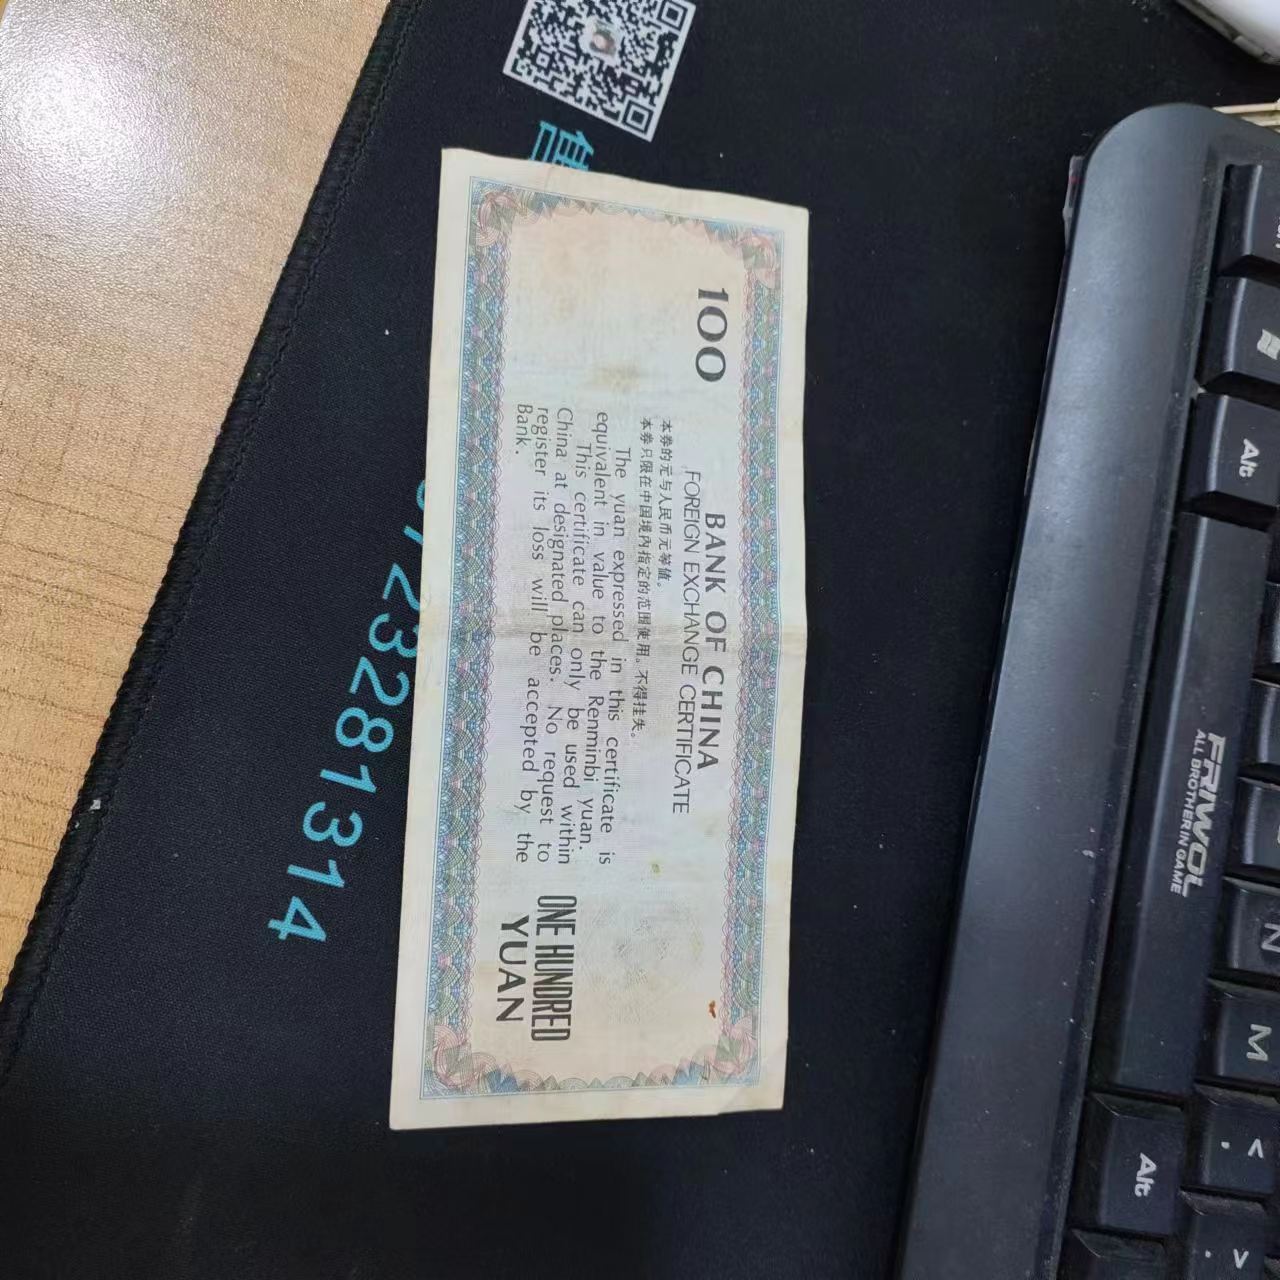 100
BANK OF CHINA
FOREIGN EXCHANGE CERTIFICATE
本券的元与人民币元等值。
本券只限在中国境内指定的范围使用。不得挂失。
The yuan expressed in this certificate is
equivalent in value to the Renminbi yuan.
This certificate can only be used within
China at designated places. No request to
register its loss will be accepted by the
Bank.
ONE HUNDRED
YUAN
售
723281314
Alt
FRIWOL
ALL BROTHER IN GAME
N
M
Alt